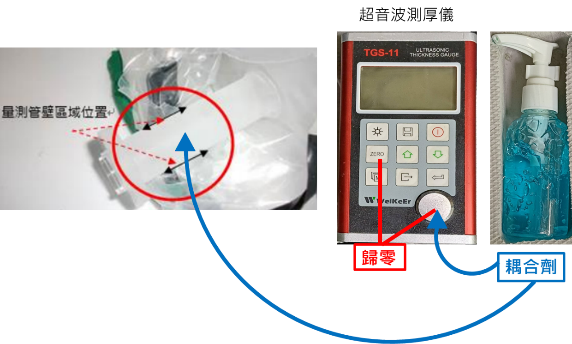 超音波測厚儀
量測管壁區域位置↵
TGS-11
ULTRASONIC
THICKNESS GAUGE
ZERO
WeiKeEr
歸零
耦合劑